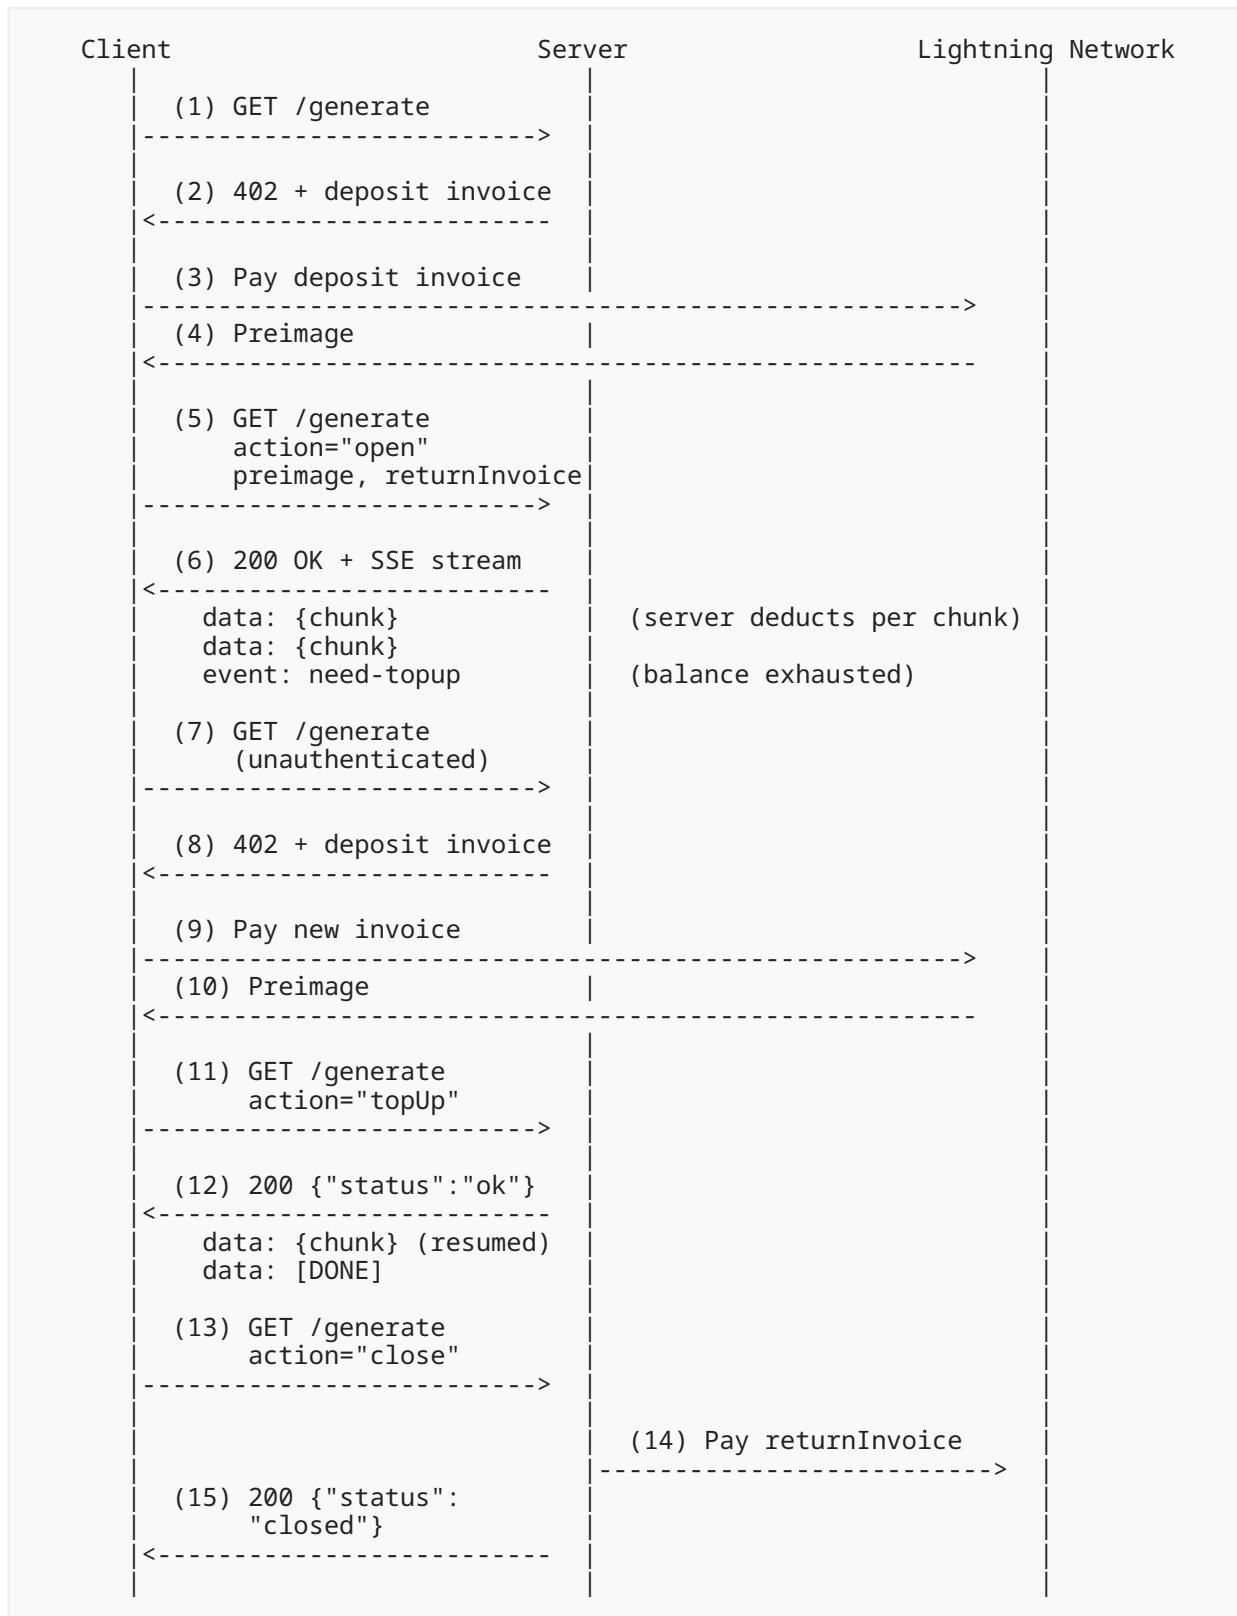 Client Server Lightning Network
(1) GET /generate
(2) 402 + deposit invoice
(3) Pay deposit invoice
(4) Preimage
(5) GET /generate
action="open"
preimage, returnInvoice
(6) 200 OK + SSE stream
data: {chunk} (server deducts per chunk)
data: {chunk}
event: need-topup (balance exhausted)
(7) GET /generate
(unauthenticated)
(8) 402 + deposit invoice
(9) Pay new invoice
(10) Preimage
(11) GET /generate
action="topUp"
(12) 200 {"status":"ok"}
data: {chunk} (resumed)
data: [DONE]
(13) GET /generate
action="close"
(14) Pay returnInvoice
(15) 200 {"status":
"closed"}